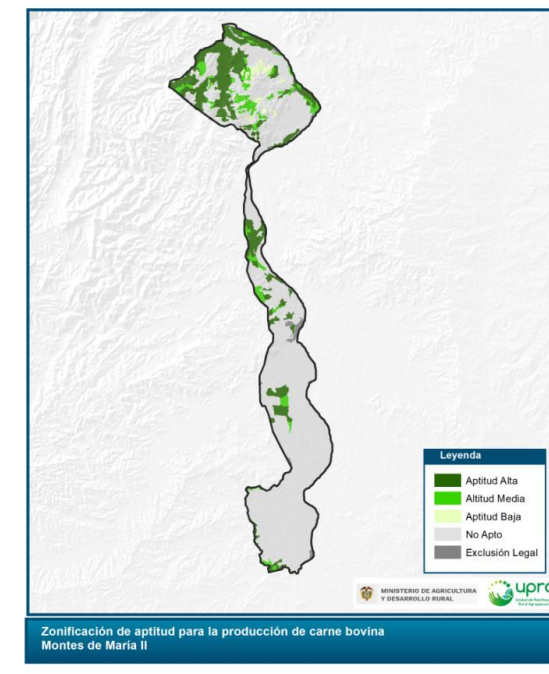 Leyenda
Aptitud Alta
Altitud Media
Aptitud Baja
No Apto
Exclusión Legal
MINISTERIO DE AGRICULTURA
Y DESARROLLO RURAL
upra
Zonificación de aptitud para la producción de carne bovina
Montes de María II